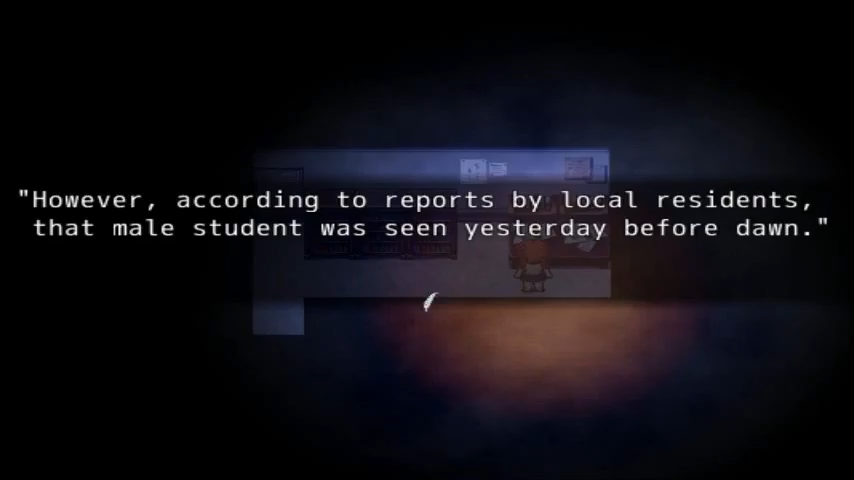 "However, according to reports by local residents,
that male student was seen yesterday before dawn."